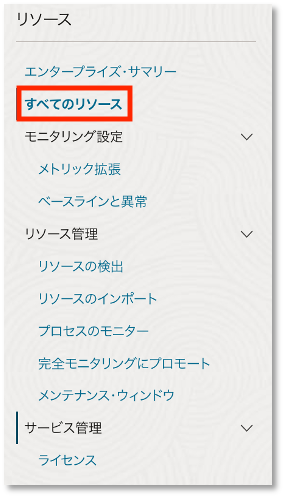 リソース
エンタープライズ・サマリー
すべてのリソース
モニタリング設定
メトリック拡張
ベースラインと異常
リソース管理
リソースの検出
リソースのインポート
プロセスのモニター
完全モニタリングにプロモート
メンテナンス・ウィンドウ
サービス管理
ライセンス